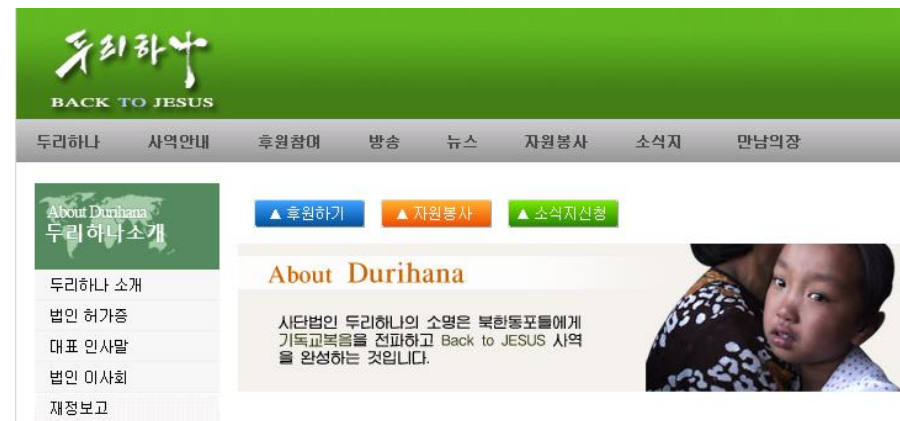 두리하나
BACK TO JESUS
두리하나 사역안내 후원참여 방송 뉴스 자원봉사 소식지 만남의장
About Durihana
두리하나소개
▲ 후원하기 ▲ 자원봉사 ▲ 소식지신청
두리하나 소개
법인 허가증
대표 인사말
법인 이사회
재정보고
About Durihana
사단법인 두리하나의 소명은 북한동포들에게
기독교복음을 전파하고 Back to JESUS 사역
을 완성하는 것입니다.